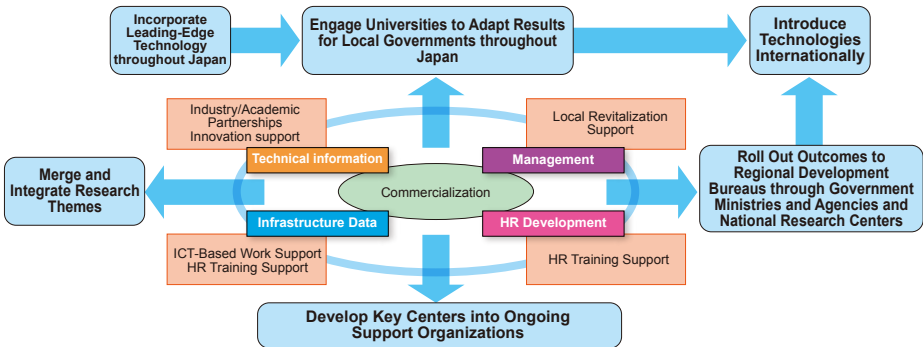 Incorporate
Leading-Edge
Technology
throughout Japan
Engage Universities to Adapt Results
for Local Governments throughout
Japan
Introduce
Technologies
Internationally
Industry/Academic
Partnerships
Innovation support
Local Revitalization
Support
Technical information
Management
Merge and
Integrate Research
Themes
Commercialization
Roll Out Outcomes to
Regional Development
Bureaus through Government
Ministries and Agencies and
National Research Centers
Infrastructure Data
HR Development
ICT-Based Work Support
HR Training Support
HR Training Support
Develop Key Centers into Ongoing
Support Organizations